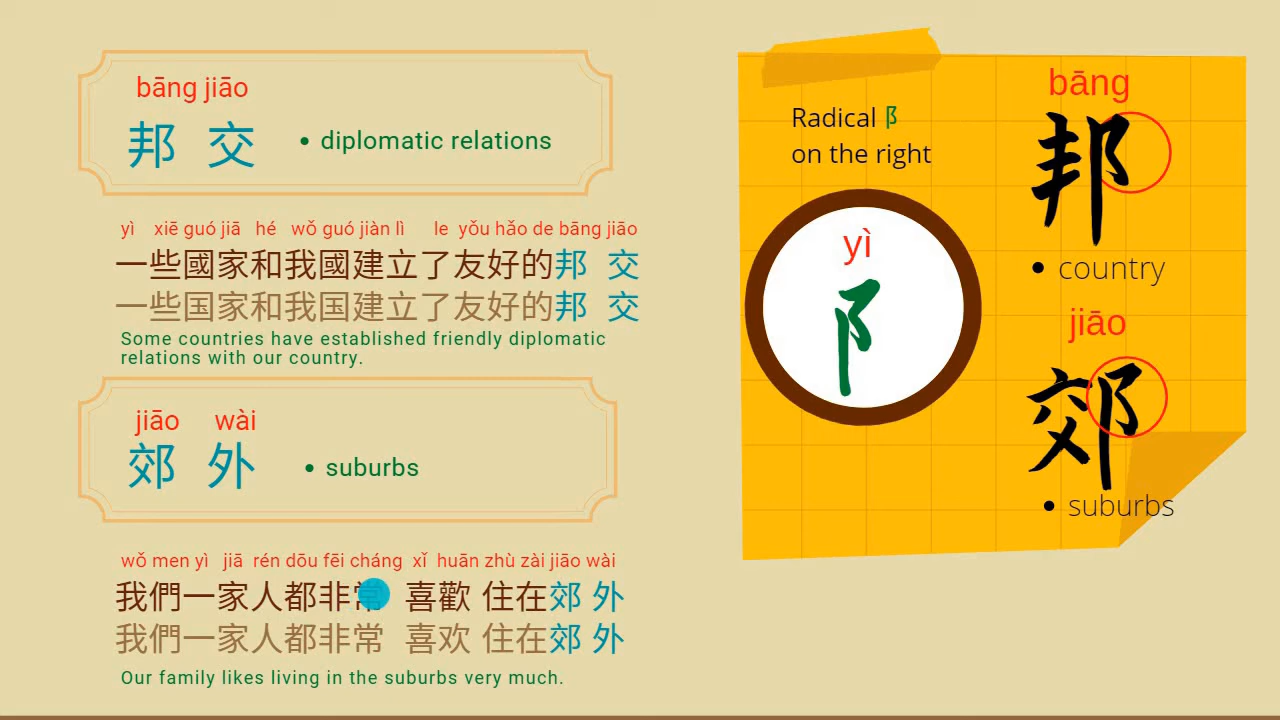 bāng jiāo
邦 交
• diplomatic relations
yì xiē guó jiā hé wǒ guó jiàn lì le yǒu hǎo de bāng jiāo
一些國家和我國建立了友好的邦 交
一些国家和我国建立了友好的邦 交
Some countries have established friendly diplomatic
relations with our country.
jiāo wài
郊 外
• suburbs
wǒ men yì jiā rén dōu fēi cháng xǐ huān zhù zài jiāo wài
我們一家人都非常 喜歡 住在郊 外
我們一家人都非常 喜欢 住在郊 外
Our family likes living in the suburbs very much.
Radical 阝
on the right
yì
阝
bāng
邦
• country
jiāo
郊
• suburbs